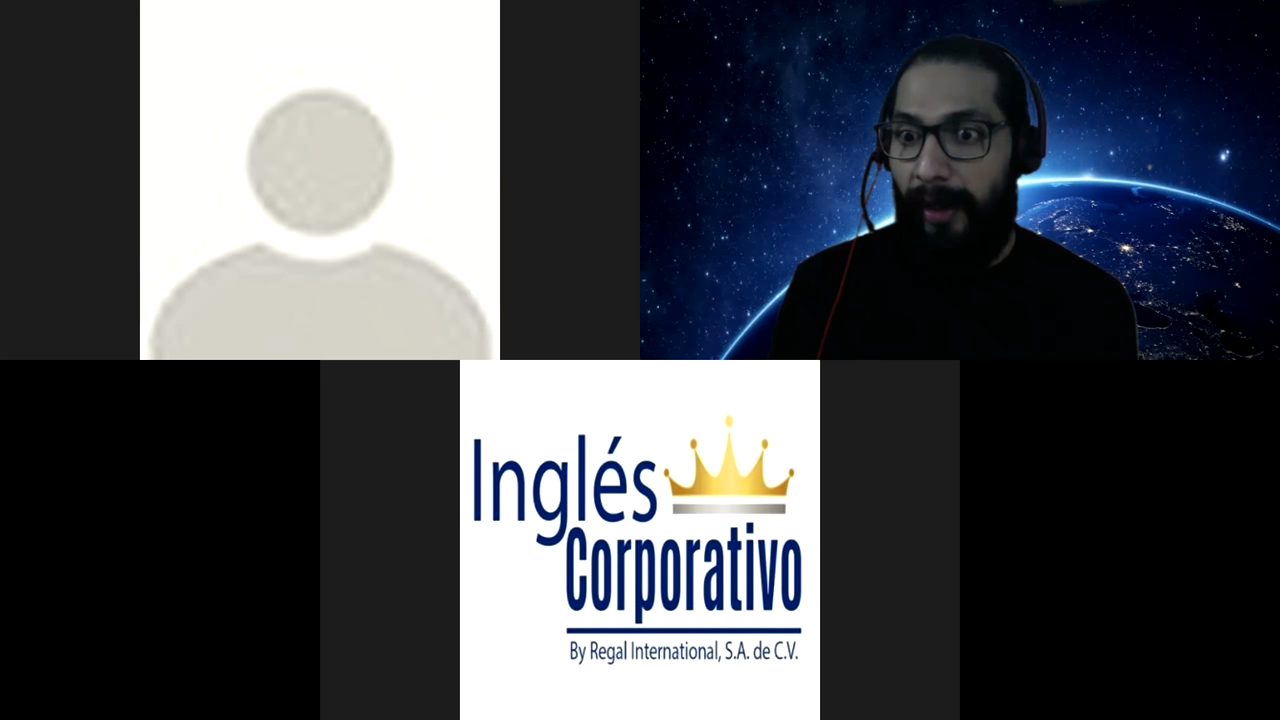 Inglés
Corporativo
By Regal International, S.A. de C.V.